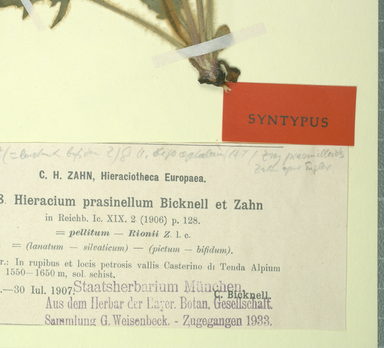 SYNTYPUS
C. H. ZAHN, Hieraciotheca Europaea.
Hieracium prasinellum Bicknell et Zahn
in Reichb. Ic. XIX. 2 (1906) p. 128.
= pellitum — Rionii Z. l. c.
= (lanatum — silvaticum) — (pictum — bifidum).
r.: In rupibus et locis petrosis vallis Casterino di Tenda Alpium
1550—1650 m, sol. schist.
.—30 Iul. 1907.
C. Bicknell.
Staatsherbarium München
Aus dem Herbar der Bayer. Botan. Gesellschaft.
Sammlung G. Weisenbeck. - Zugegangen 1933.